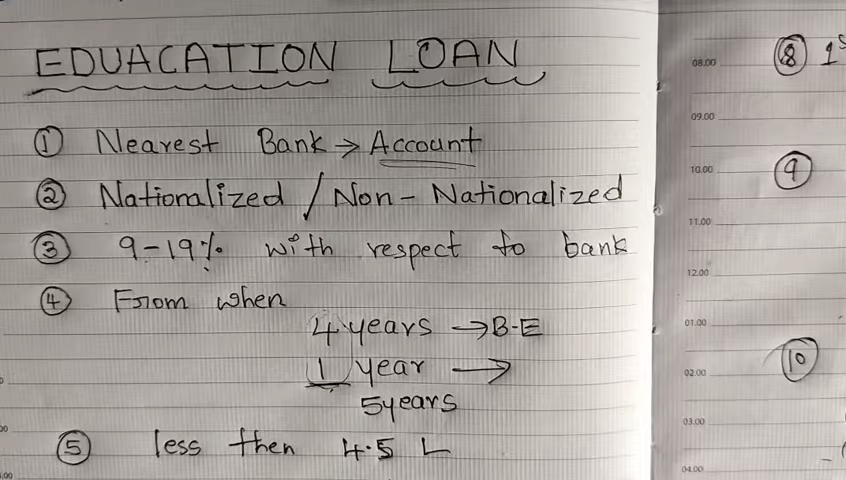 EDUACATION LOAN
① Nearest Bank → Account
② Nationalized / Non - Nationalized
③ 9-19% with respect to bank
④ From when
4 years → B-E
1 year →
5years
⑤ less then 4.5 L
08.00
09.00
10.00
11.00
12.00
01.00
02.00
03.00
04.00
⑧ 1
⑨
⑩